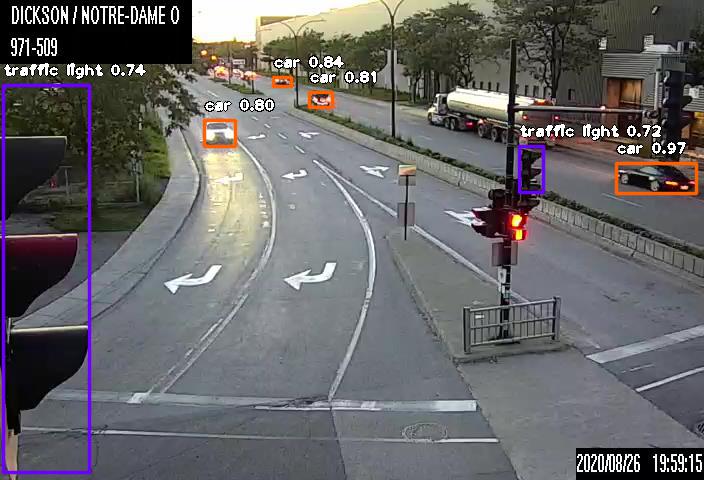 DICKSON / NOTRE-DAME O
971-509
traffic light 0.74
car 0.84
car 0.81
car 0.80
traffic light 0.72
car 0.97
2020/08/26 19:59:15